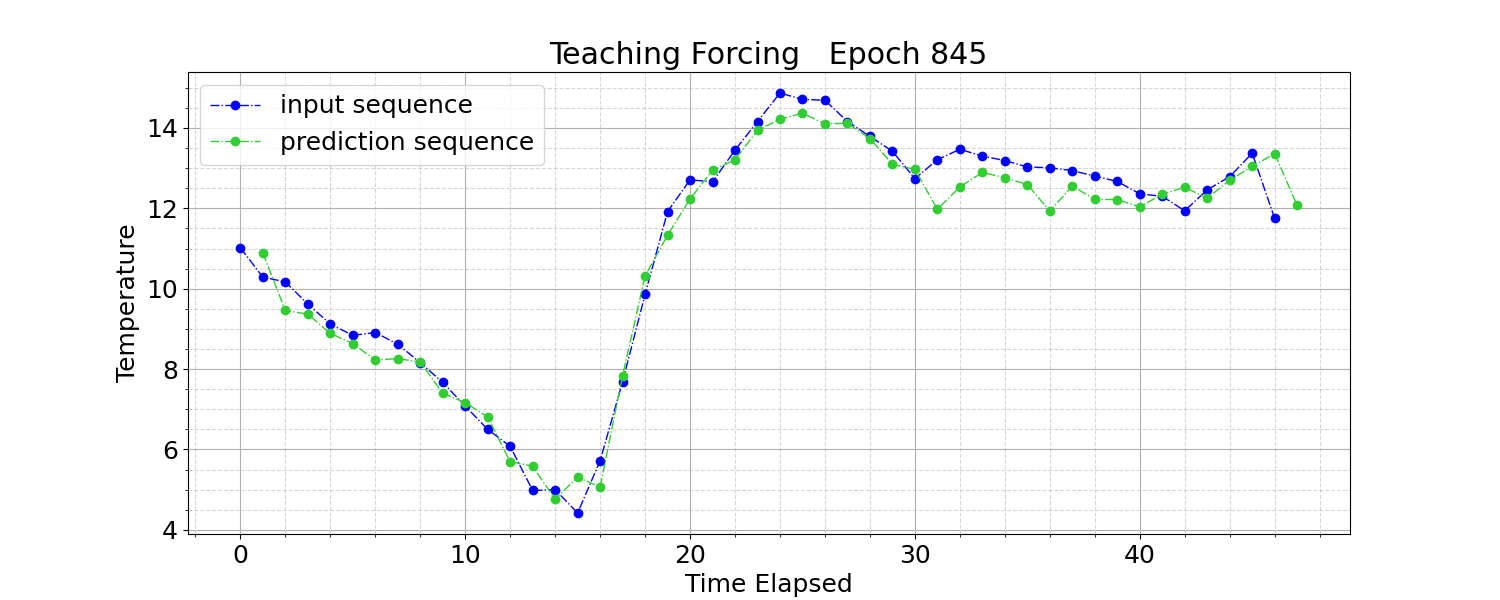 Teaching Forcing   Epoch 845
input sequence
prediction sequence
14
12
10
8
6
4
Temperature
0 10 20 30 40
Time Elapsed